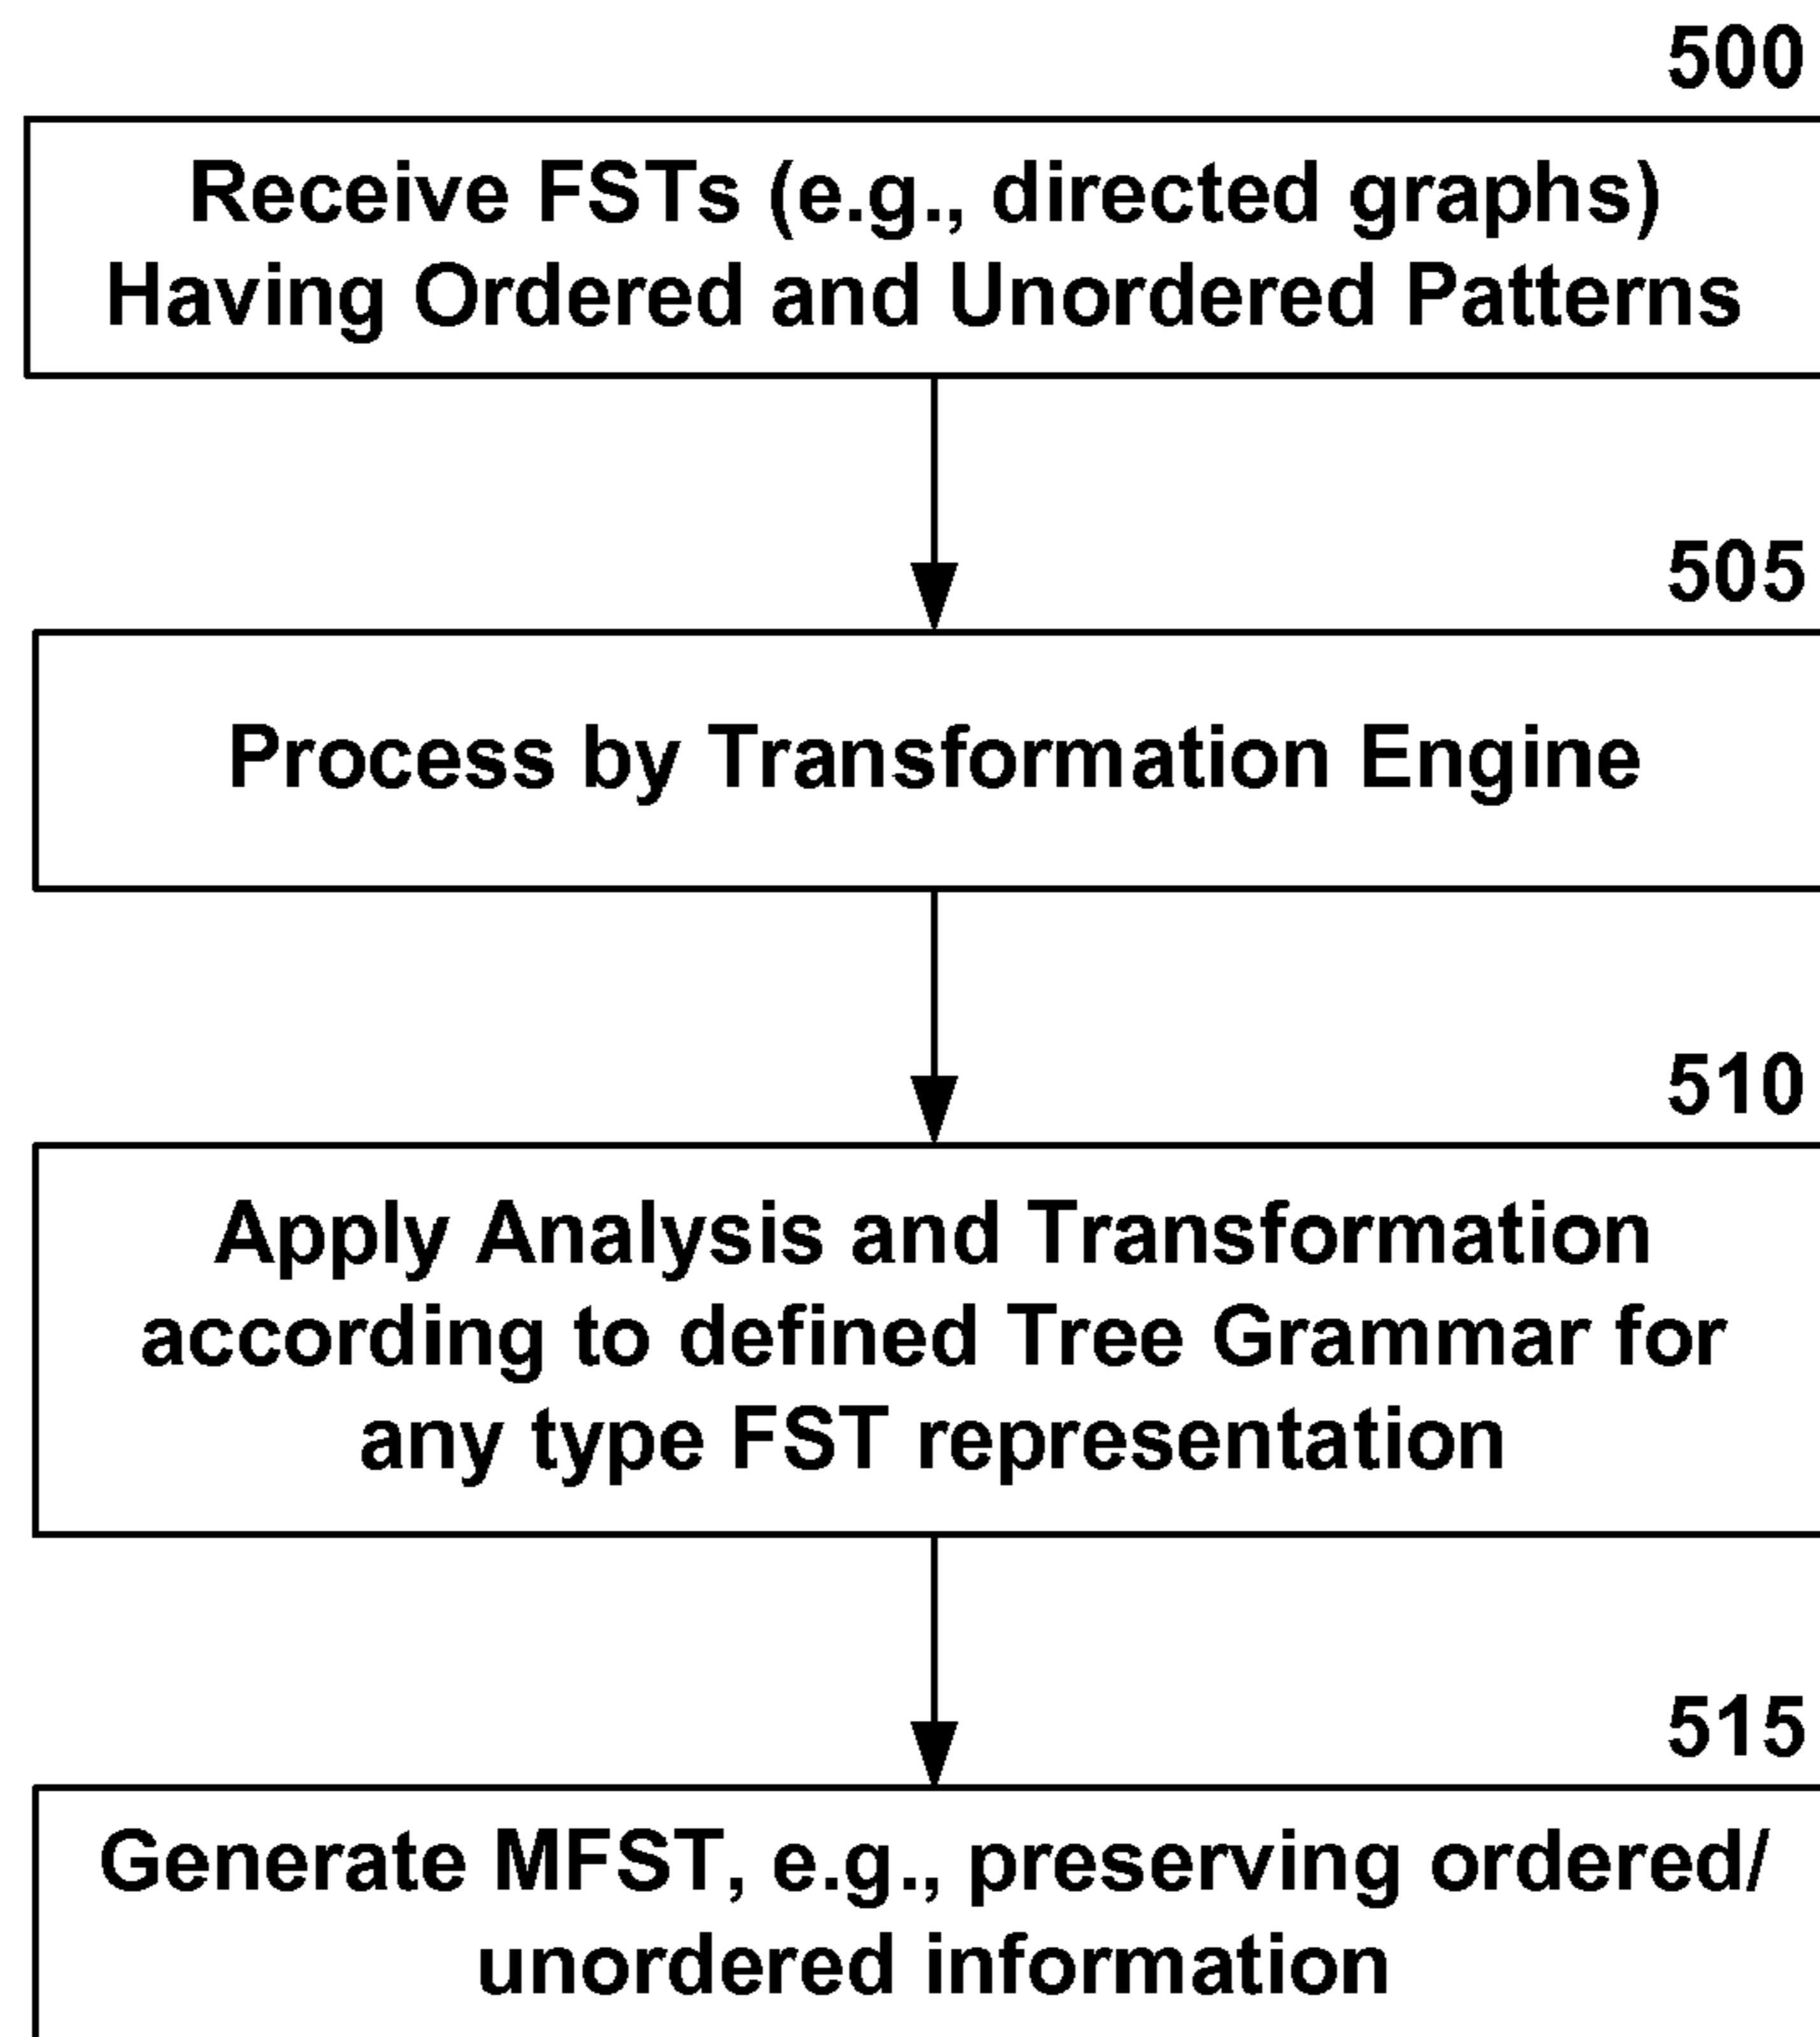 500
Receive FSTs (e.g., directed graphs)
Having Ordered and Unordered Patterns
505
Process by Transformation Engine
510
Apply Analysis and Transformation
according to defined Tree Grammar for
any type FST representation
515
Generate MFST, e.g., preserving ordered/
unordered information